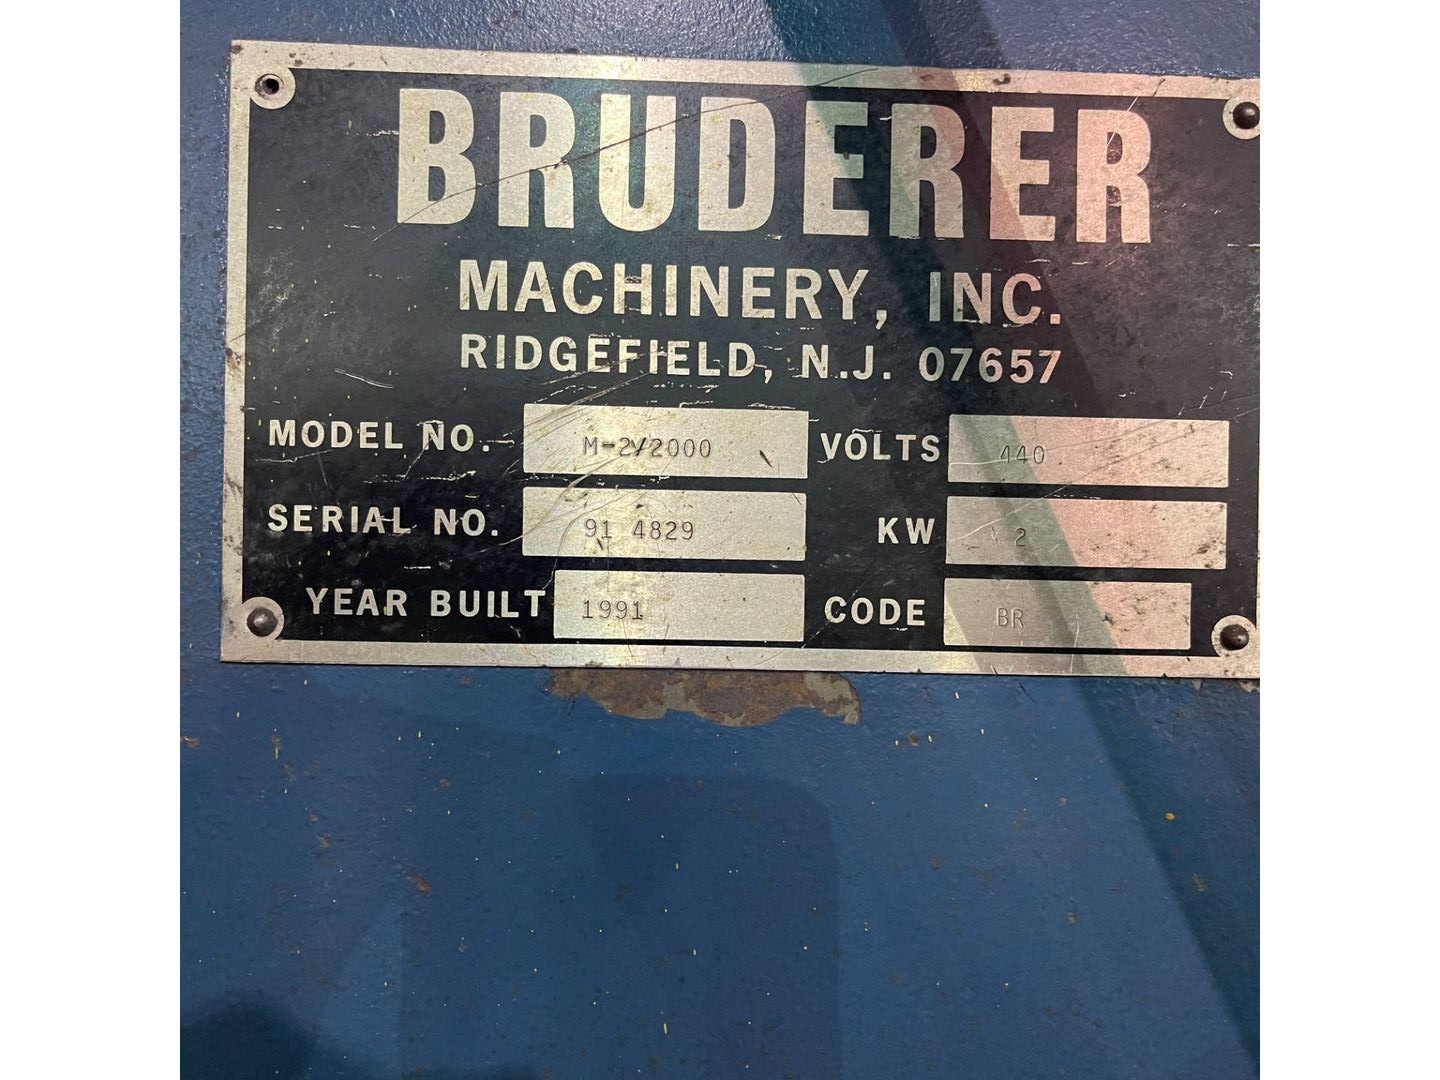 BRUDERER
MACHINERY, INC.
RIDGEFIELD, N.J. 07657
MODEL NO. M-2/2000 VOLTS 440
SERIAL NO. 91 4829 KW 2
YEAR BUILT 1991 CODE BR